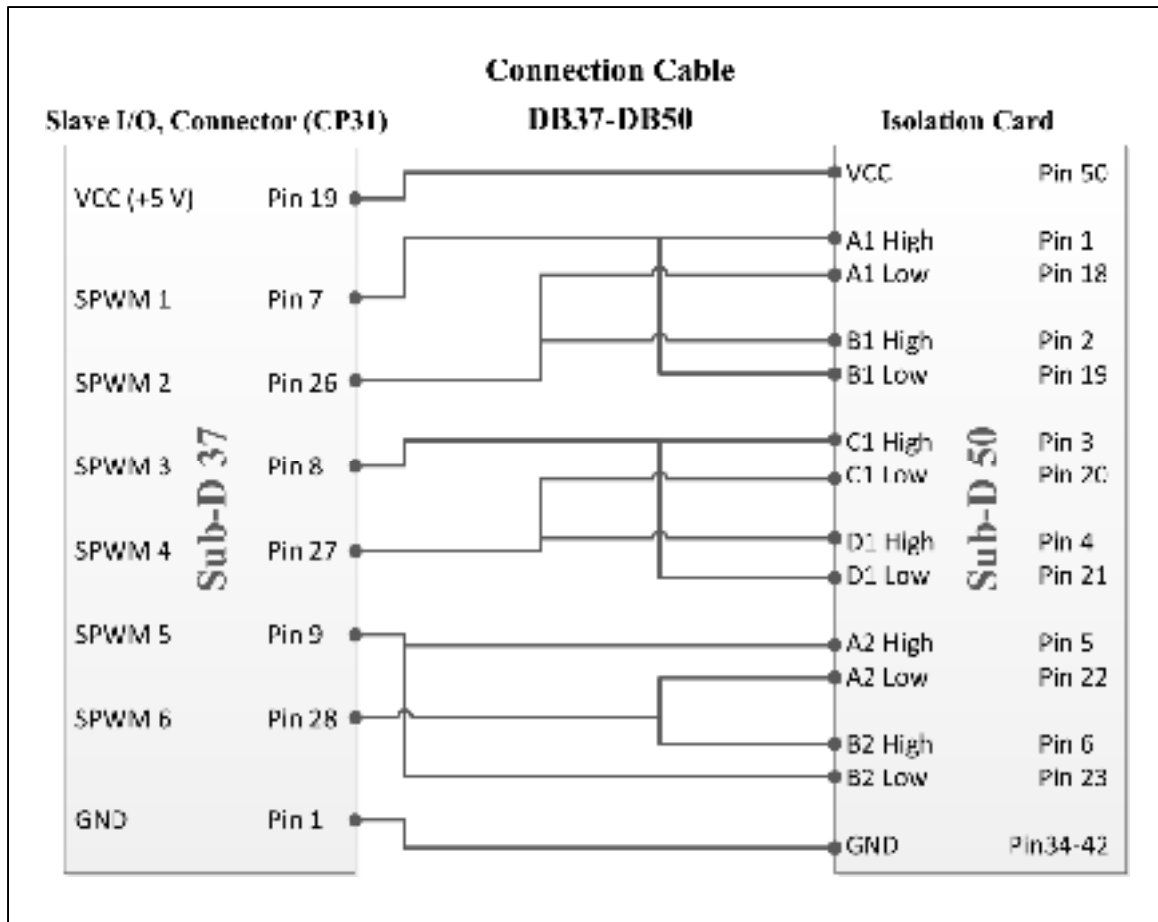 Connection Cable
DB37-DB50
Slave I/O, Connector (CP31)
Isolation Card
VCC (+5 V) Pin 19
SPWM 1 Pin 7
SPWM 2 Pin 26
SPWM 3 Pin 8
SPWM 4 Pin 27
SPWM 5 Pin 9
SPWM 6 Pin 28
GND Pin 1
Sub-D 37
VCC Pin 50
A1 High Pin 1
A1 Low Pin 18
B1 High Pin 2
B1 Low Pin 19
C1 High Pin 3
C1 Low Pin 20
D1 High Pin 4
D1 Low Pin 21
A2 High Pin 5
A2 Low Pin 22
B2 High Pin 6
B2 Low Pin 23
GND Pin34-42
Sub-D 50